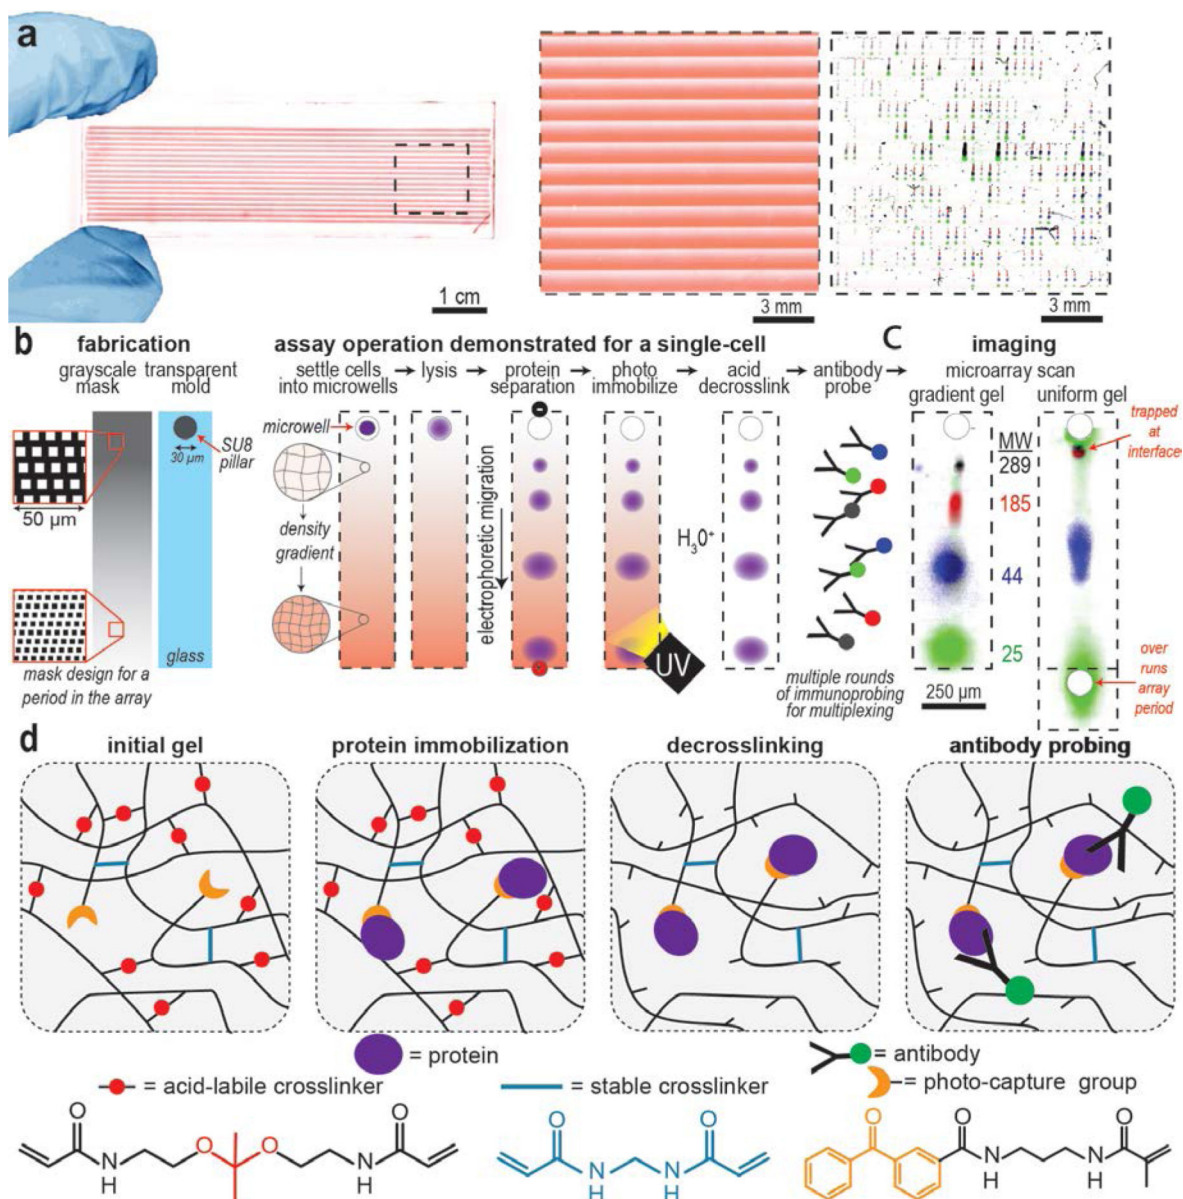 a
1 cm
3 mm
3 mm
b
fabrication
grayscale mask
transparent mold
50 µm
30 µm
SU8 pillar
glass
mask design for a
period in the array
assay operation demonstrated for a single-cell
settle cells into microwells
lysis
protein separation
photo immobilize
acid decrosslink
antibody probe
microwell
density
gradient
electrophoretic migration
UV
H₃0⁺
multiple rounds
of immunoprobing
for multiplexing
C
imaging
microarray scan
gradient gel
uniform gel
MW
289
185
44
25
250 µm
trapped
at
interface
over
runs
array
period
d
initial gel
protein immobilization
decrosslinking
antibody probing
= protein
= antibody
= acid-labile crosslinker
= stable crosslinker
= photo-capture group
O
N
H
O
O
N
H
O
O
N
H
N
H
O
O
O
N
H
H
N
O